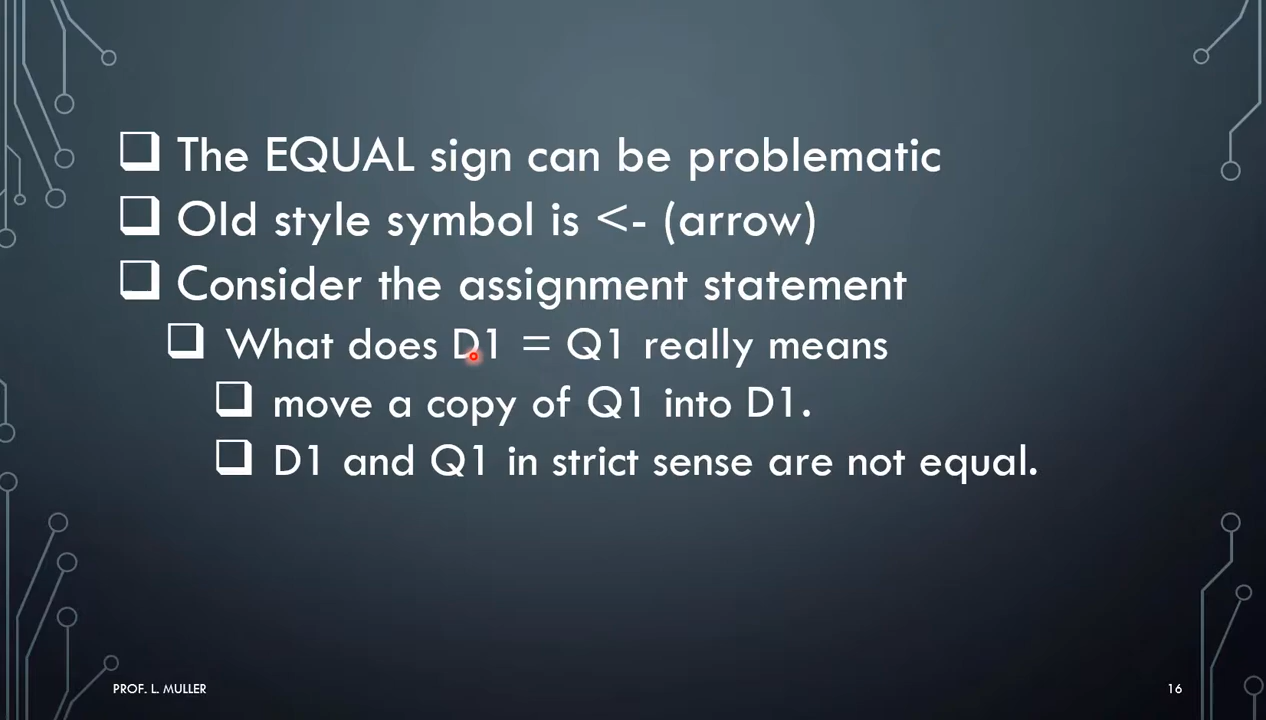 The EQUAL sign can be problematic
Old style symbol is <- (arrow)
Consider the assignment statement
What does D1 = Q1 really means
move a copy of Q1 into D1.
D1 and Q1 in strict sense are not equal.
PROF. L. MULLER
16